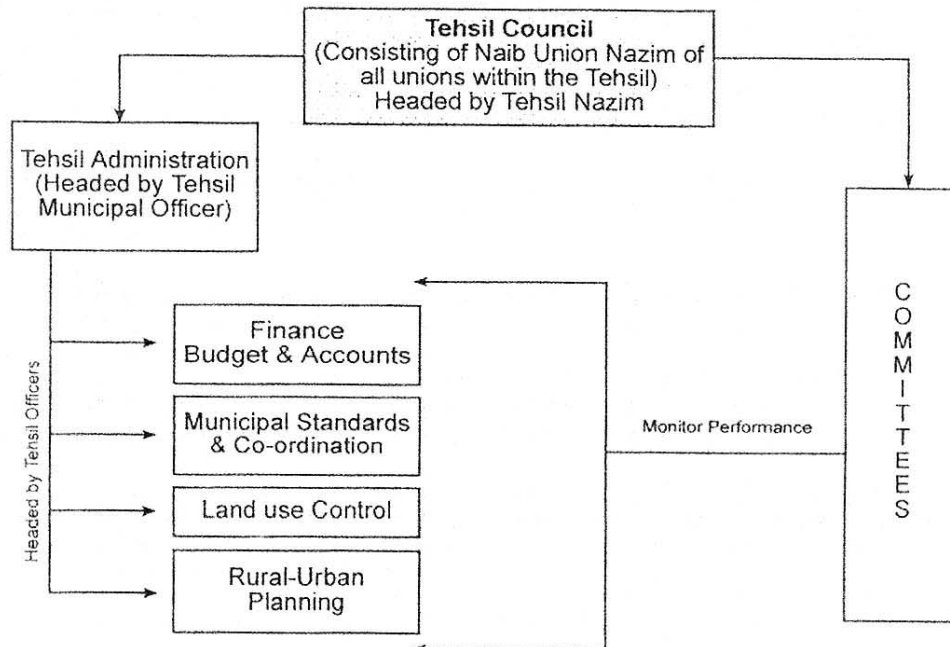 Tehsil Council
(Consisting of Naib Union Nazim of
all unions within the Tehsil)
Headed by Tehsil Nazim
Tehsil Administration
(Headed by Tehsil
Municipal Officer)
Headed by Tehsil Officers
Finance
Budget & Accounts
Municipal Standards
& Co-ordination
Land use Control
Rural-Urban
Planning
Monitor Performance
COMMITTEES